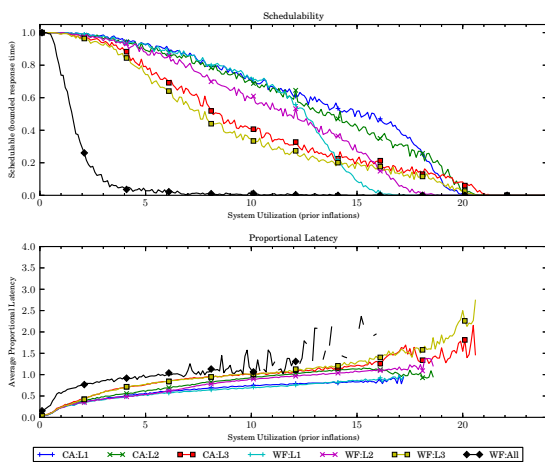 Schedulability
Schedulable (bounded response time)
1.0
0.8
0.6
0.4
0.2
0.0
0 5 10 15 20
System Utilization (prior inflations)
Proportional Latency
Average Proportional Latency
4.0
3.5
3.0
2.5
2.0
1.5
1.0
0.5
0.0
0 5 10 15 20
System Utilization (prior inflations)
CA:L1 CA:L2 CA:L3 WF:L1 WF:L2 WF:L3 WF:All